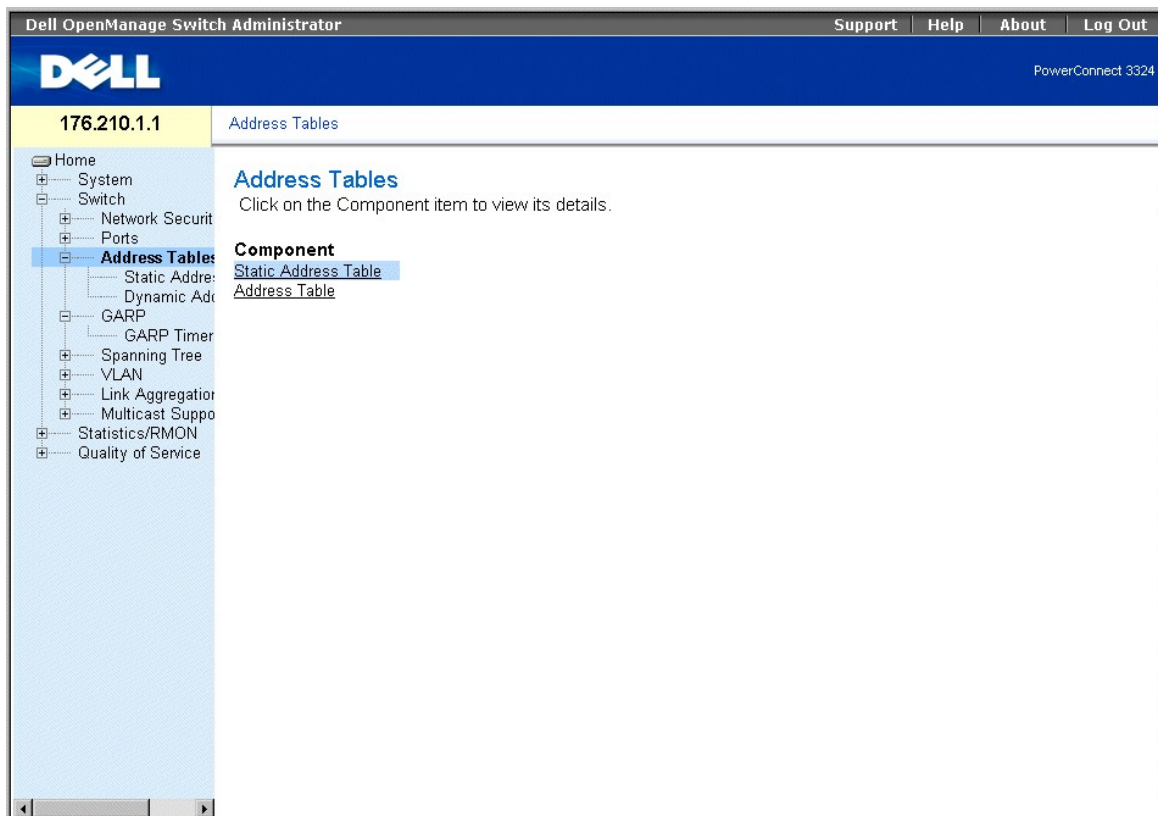 Dell OpenManage Switch Administrator
Support | Help | About | Log Out
DELL
PowerConnect 3324
176.210.1.1
Address Tables
Home
System
Switch
Network Securit
Ports
Address Tables
Static Addre
Dynamic Add
GARP
GARP Timer
Spanning Tree
VLAN
Link Aggregation
Multicast Suppo
Statistics/RMON
Quality of Service
Address Tables
Click on the Component item to view its details.
Component
Static Address Table
Address Table